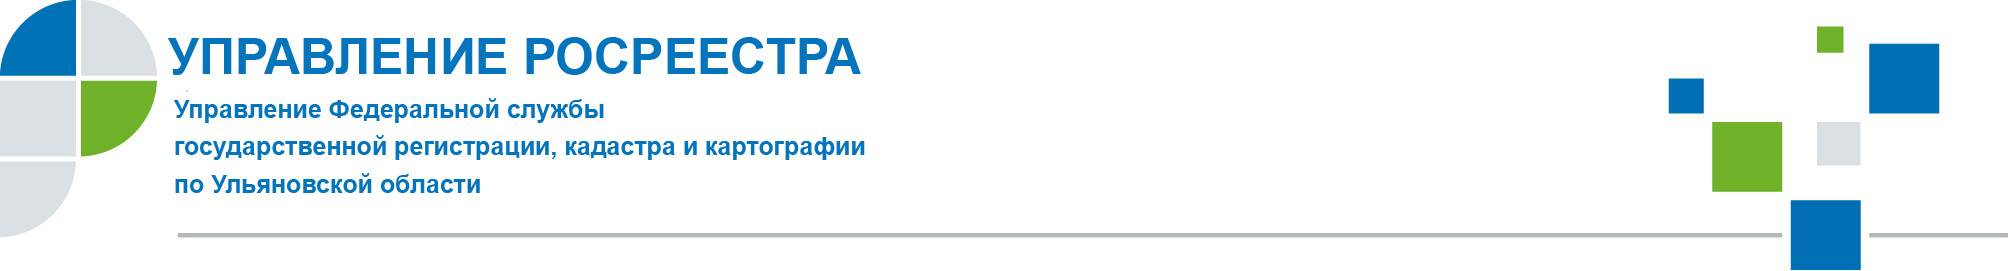 УПРАВЛЕНИЕ РОСРЕЕСТРА
Управление Федеральной службы
государственной регистрации, кадастра и картографии
по Ульяновской области